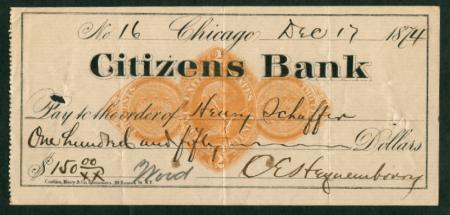 No 16 Chicago Dec 17 1874
Citizens Bank
Pay to the order of Henry Schaffer
One hundred and fifty Dollars
$150 00/xx Word